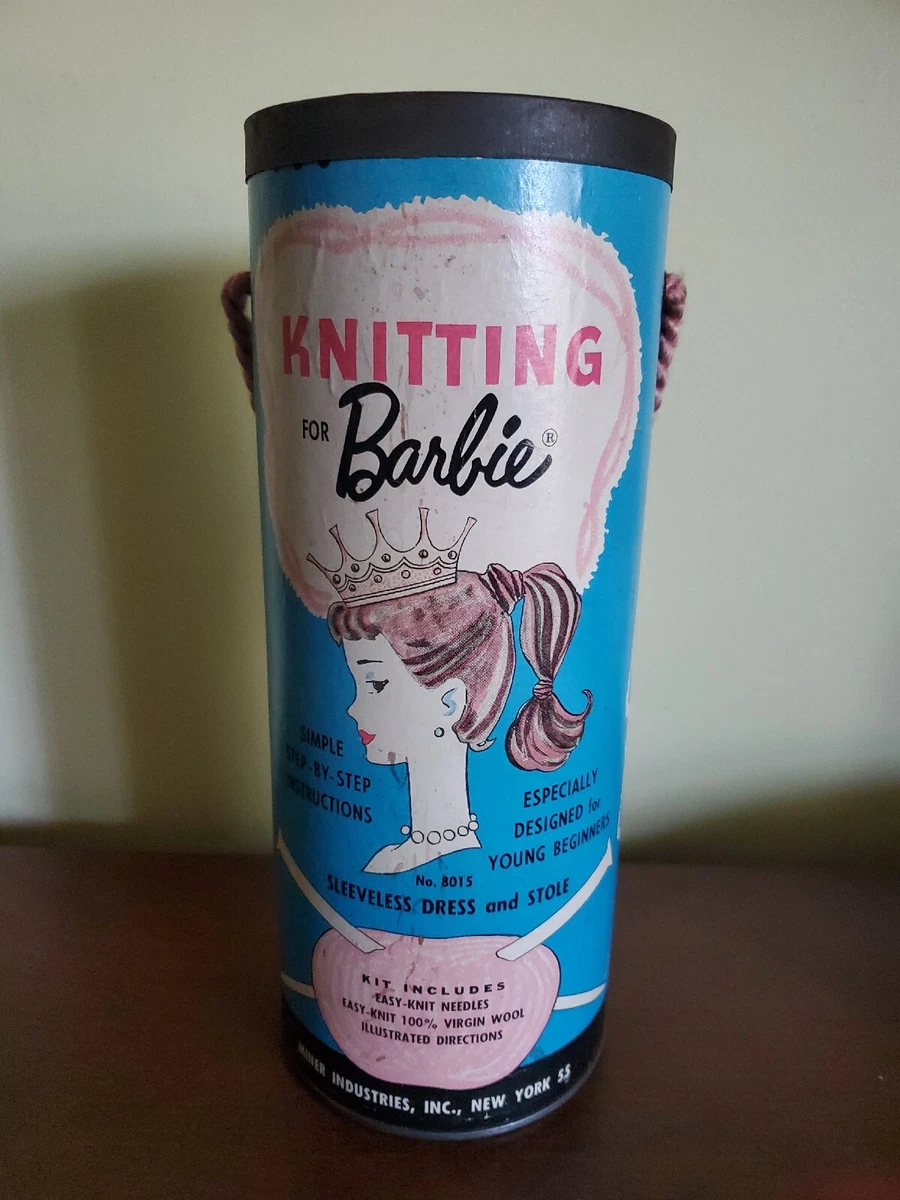 KNITTING
FOR Barbie®
SIMPLE
STEP-BY-STEP
INSTRUCTIONS
ESPECIALLY
DESIGNED for
YOUNG BEGINNERS
No. 8015
SLEEVELESS DRESS and STOLE
KIT INCLUDES
EASY-KNIT NEEDLES
EASY-KNIT 100% VIRGIN WOOL
ILLUSTRATED DIRECTIONS
MINER INDUSTRIES, INC., NEW YORK 55